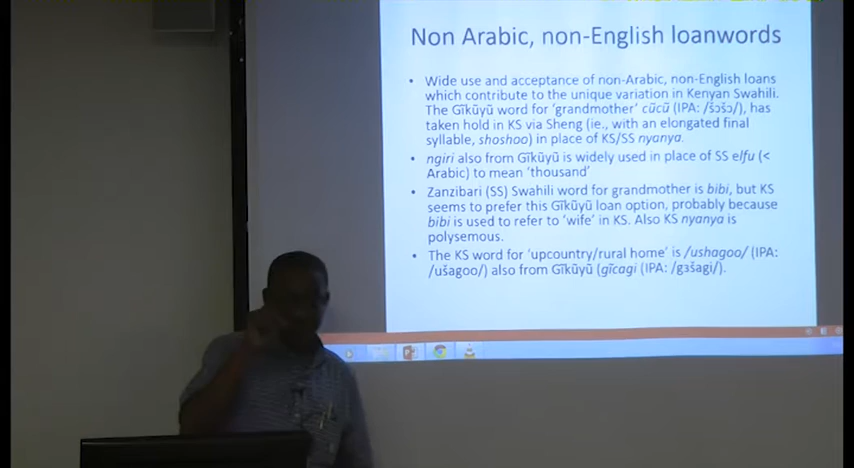 Non Arabic, non-English loanwords
• Wide use and acceptance of non-Arabic, non-English loans
which contribute to the unique variation in Kenyan Swahili.
The Gĩkũyũ word for 'grandmother' cũcũ (IPA: /šɔšɔ/), has
taken hold in KS via Sheng (ie., with an elongated final
syllable, shoshoo) in place of KS/SS nyanya.
• ngiri also from Gĩkũyũ is widely used in place of SS elfu (<
Arabic) to mean 'thousand'
• Zanzibari (SS) Swahili word for grandmother is bibi, but KS
seems to prefer this Gĩkũyũ loan option, probably because
bibi is used to refer to 'wife' in KS. Also KS nyanya is
polysemous.
• The KS word for 'upcountry/rural home' is /ushagoo/ (IPA:
/ušagoo/) also from Gĩkũyũ (gĩcagi (IPA: /gɜšagi/).